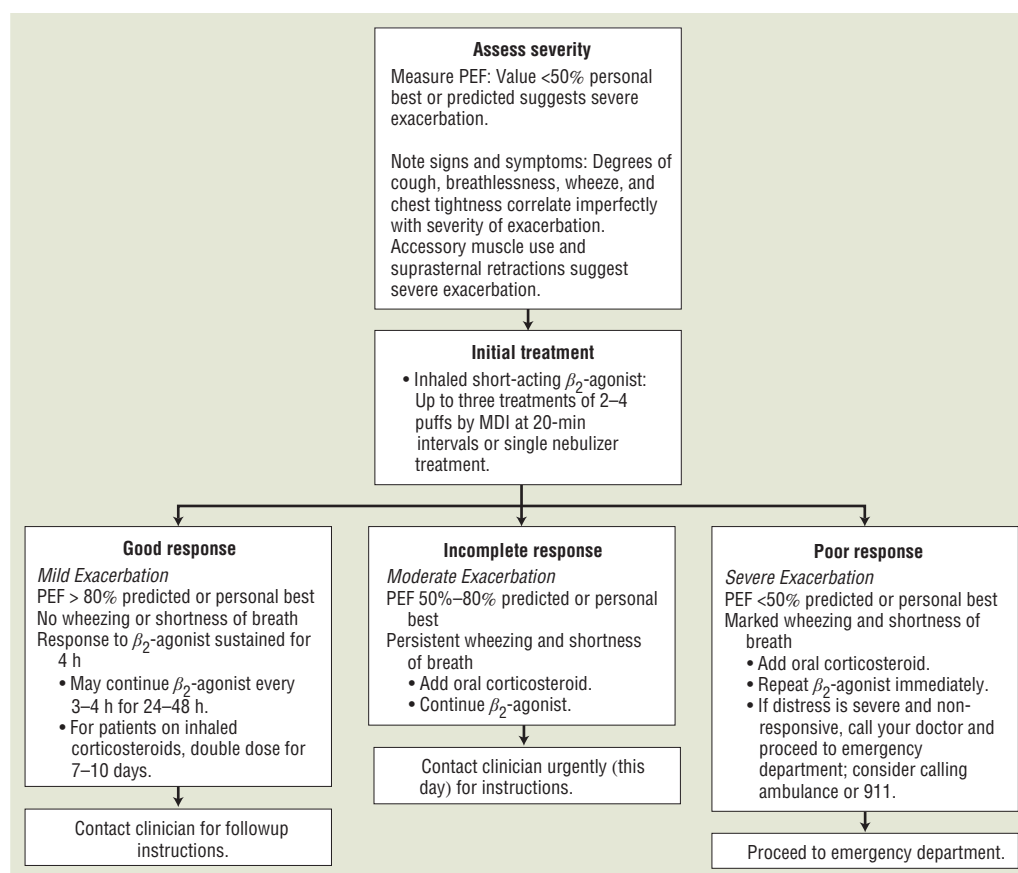 Assess severity
Measure PEF: Value <50% personal
best or predicted suggests severe
exacerbation.
Note signs and symptoms: Degrees of
cough, breathlessness, wheeze, and
chest tightness correlate imperfectly
with severity of exacerbation.
Accessory muscle use and
suprasternal retractions suggest
severe exacerbation.
Initial treatment
• Inhaled short-acting β₂-agonist:
Up to three treatments of 2–4
puffs by MDI at 20-min
intervals or single nebulizer
treatment.
Good response
Mild Exacerbation
PEF > 80% predicted or personal best
No wheezing or shortness of breath
Response to β₂-agonist sustained for
4 h
• May continue β₂-agonist every
3–4 h for 24–48 h.
• For patients on inhaled
corticosteroids, double dose for
7–10 days.
Contact clinician for followup
instructions.
Incomplete response
Moderate Exacerbation
PEF 50%–80% predicted or personal
best
Persistent wheezing and shortness
of breath
• Add oral corticosteroid.
• Continue β₂-agonist.
Contact clinician urgently (this
day) for instructions.
Poor response
Severe Exacerbation
PEF <50% predicted or personal best
Marked wheezing and shortness of
breath
• Add oral corticosteroid.
• Repeat β₂-agonist immediately.
• If distress is severe and non-
responsive, call your doctor and
proceed to emergency
department; consider calling
ambulance or 911.
Proceed to emergency department.